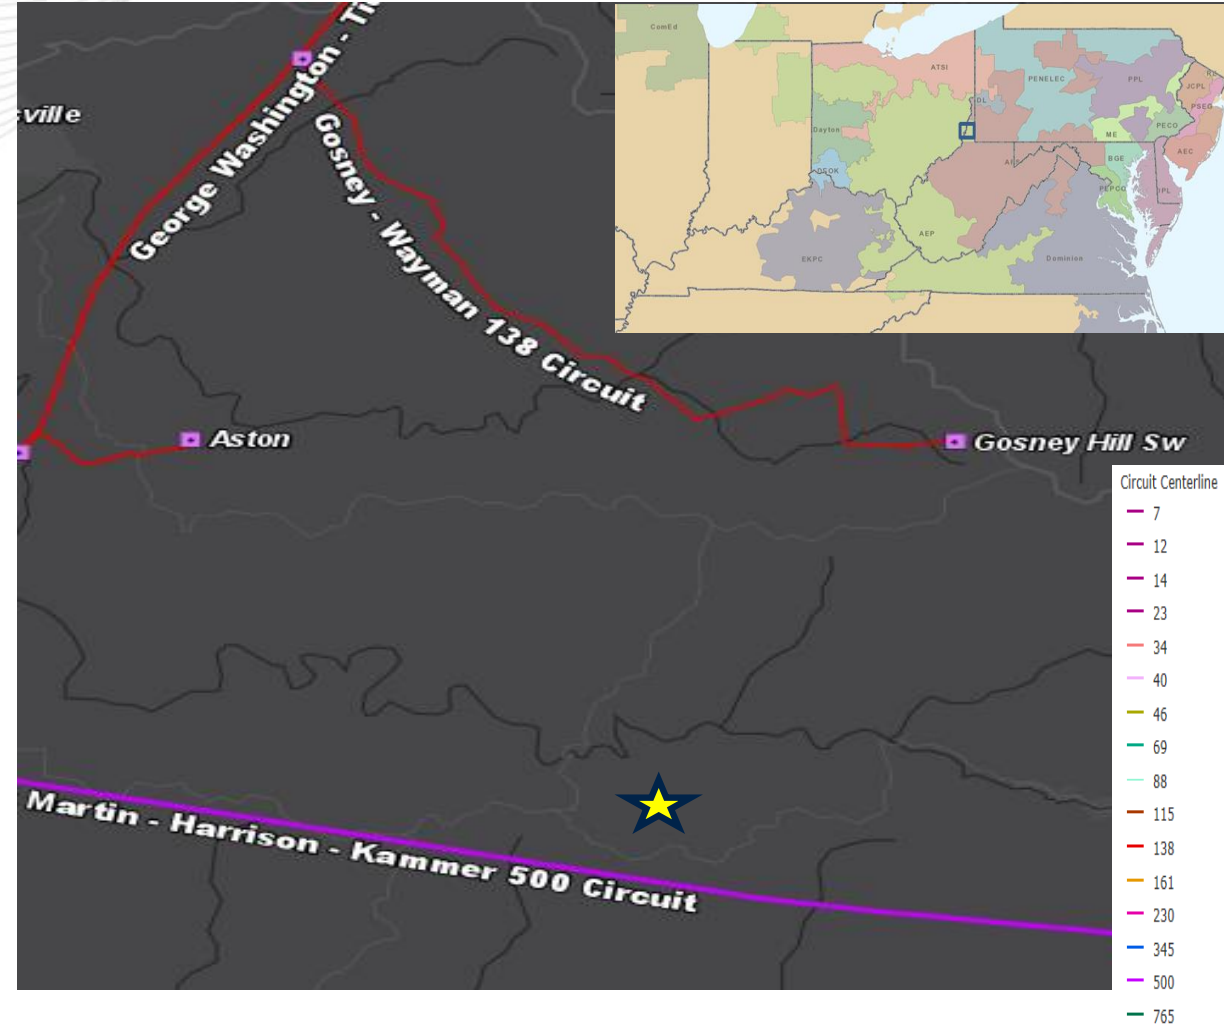 ville
George Washington - Ti
Gosney - Wayman 138 Circuit
Aston
Gosney Hill Sw
Martin - Harrison - Kammer 500 Circuit
ComEd
ATSI
PENELEC
PPL
JCPL
PSEG
DL
Dayton
ME
PECO
AEC
BGE
PEPCO
DPL
DEOK
AEP
EKPC
Dominion
Circuit Centerline
7
12
14
23
34
40
46
69
88
115
138
161
230
345
500
765